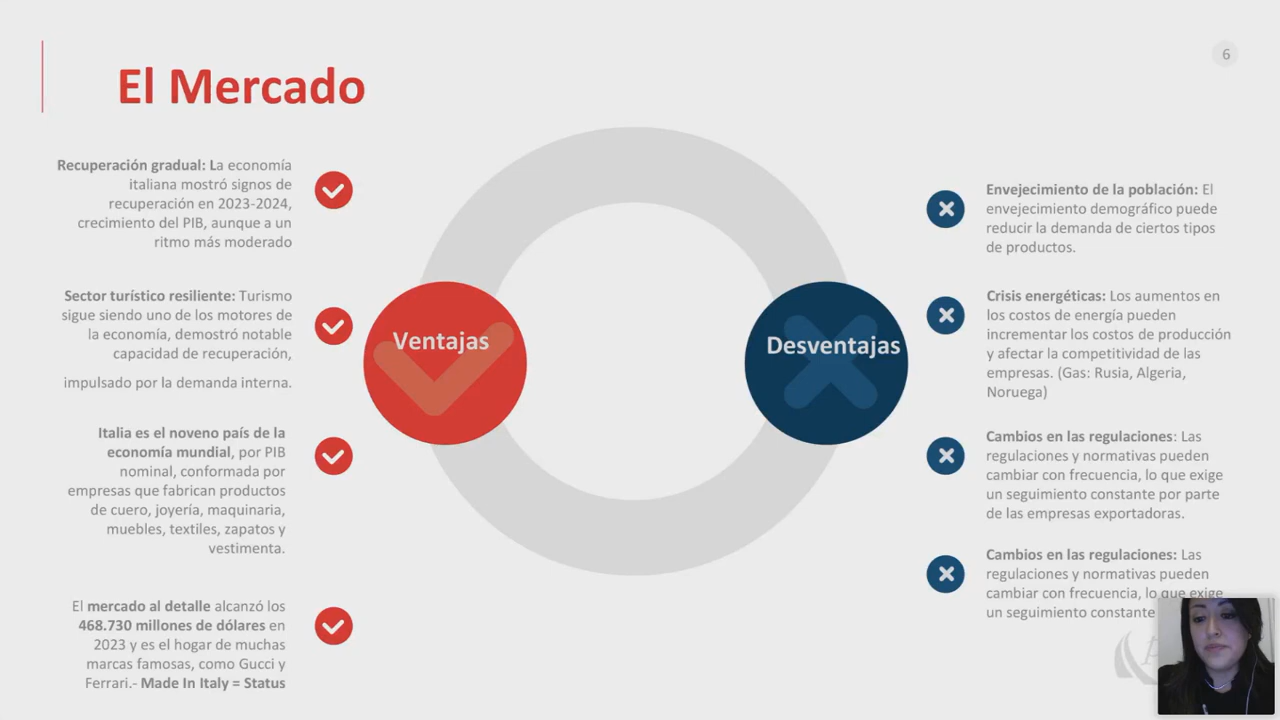 El Mercado
6
Recuperación gradual: La economía
italiana mostró signos de
recuperación en 2023-2024,
crecimiento del PIB, aunque a un
ritmo más moderado
Sector turístico resiliente: Turismo
sigue siendo uno de los motores de
la economía, demostró notable
capacidad de recuperación,
impulsado por la demanda interna.
Italia es el noveno país de la
economía mundial, por PIB
nominal, conformada por
empresas que fabrican productos
de cuero, joyería, maquinaria,
muebles, textiles, zapatos y
vestimenta.
El mercado al detalle alcanzó los
468.730 millones de dólares en
2023 y es el hogar de muchas
marcas famosas, como Gucci y
Ferrari.- Made In Italy = Status
Ventajas
Desventajas
Envejecimiento de la población: El
envejecimiento demográfico puede
reducir la demanda de ciertos tipos
de productos.
Crisis energéticas: Los aumentos en
los costos de energía pueden
incrementar los costos de producción
y afectar la competitividad de las
empresas. (Gas: Rusia, Algeria,
Noruega)
Cambios en las regulaciones: Las
regulaciones y normativas pueden
cambiar con frecuencia, lo que exige
un seguimiento constante por parte
de las empresas exportadoras.
Cambios en las regulaciones: Las
regulaciones y normativas pueden
cambiar con frecuencia, lo que exige
un seguimiento constante